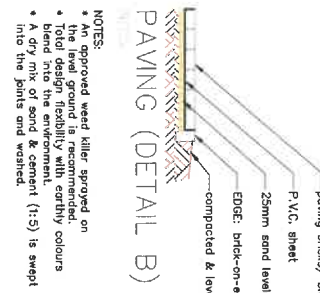 paving
P.V.C. sheet
25mm sand level
EDGE: brick-on-e
compacted & lev
PAVING (DETAIL B)
NOTES:
* An approved weed killer sprayed on
the level ground is recommended.
* Total design flexibility with earthly colours
blend into the environment.
* A dry mix of sand & cement (1:5) is swept
into the joints and washed.